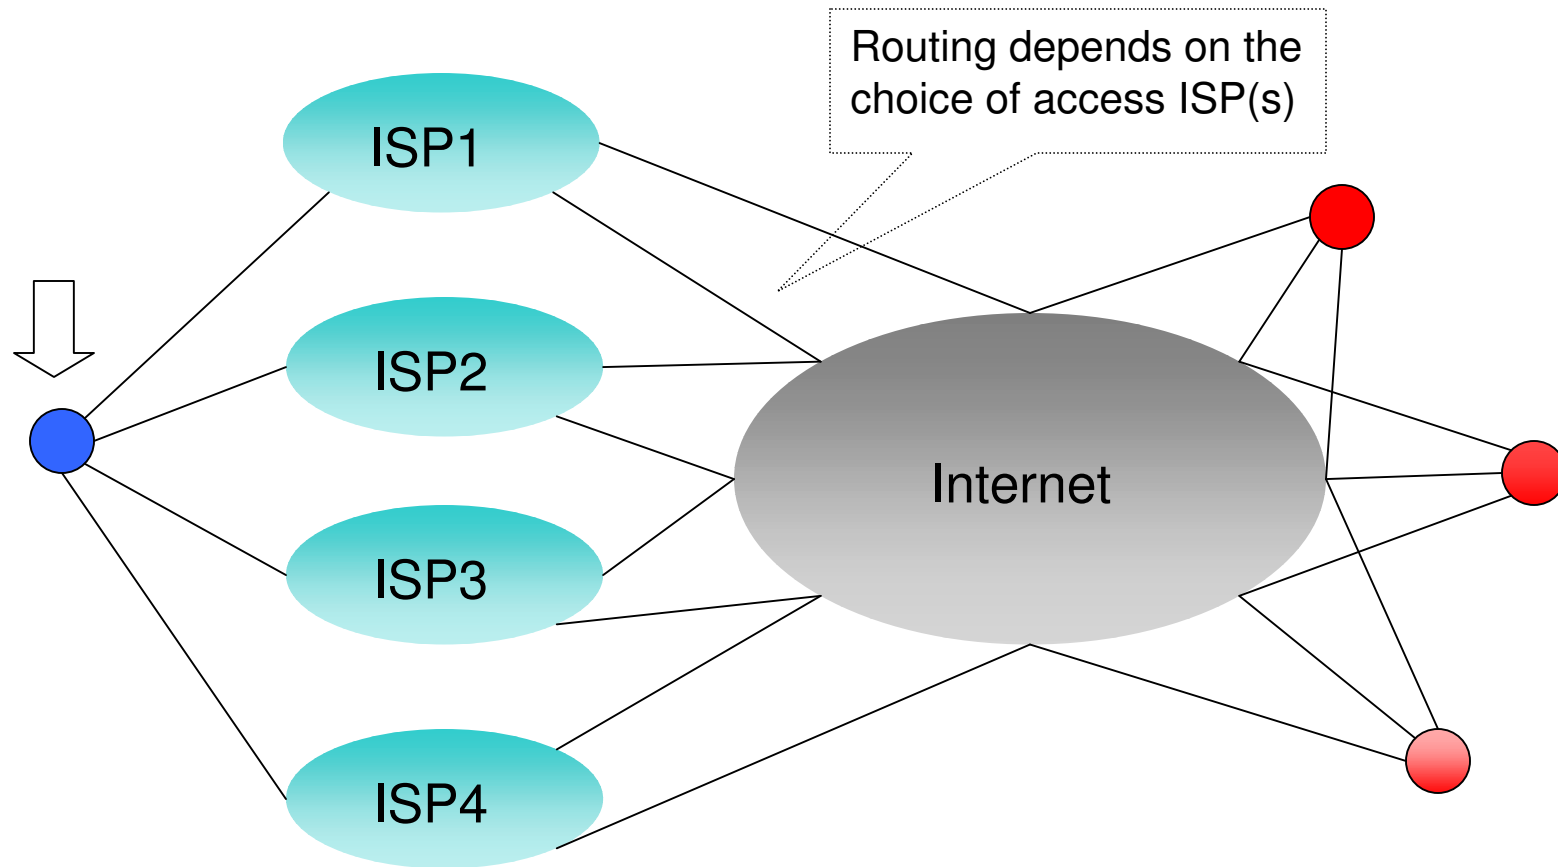 Routing depends on the
choice of access ISP(s)
ISP1
ISP2
Internet
ISP3
ISP4